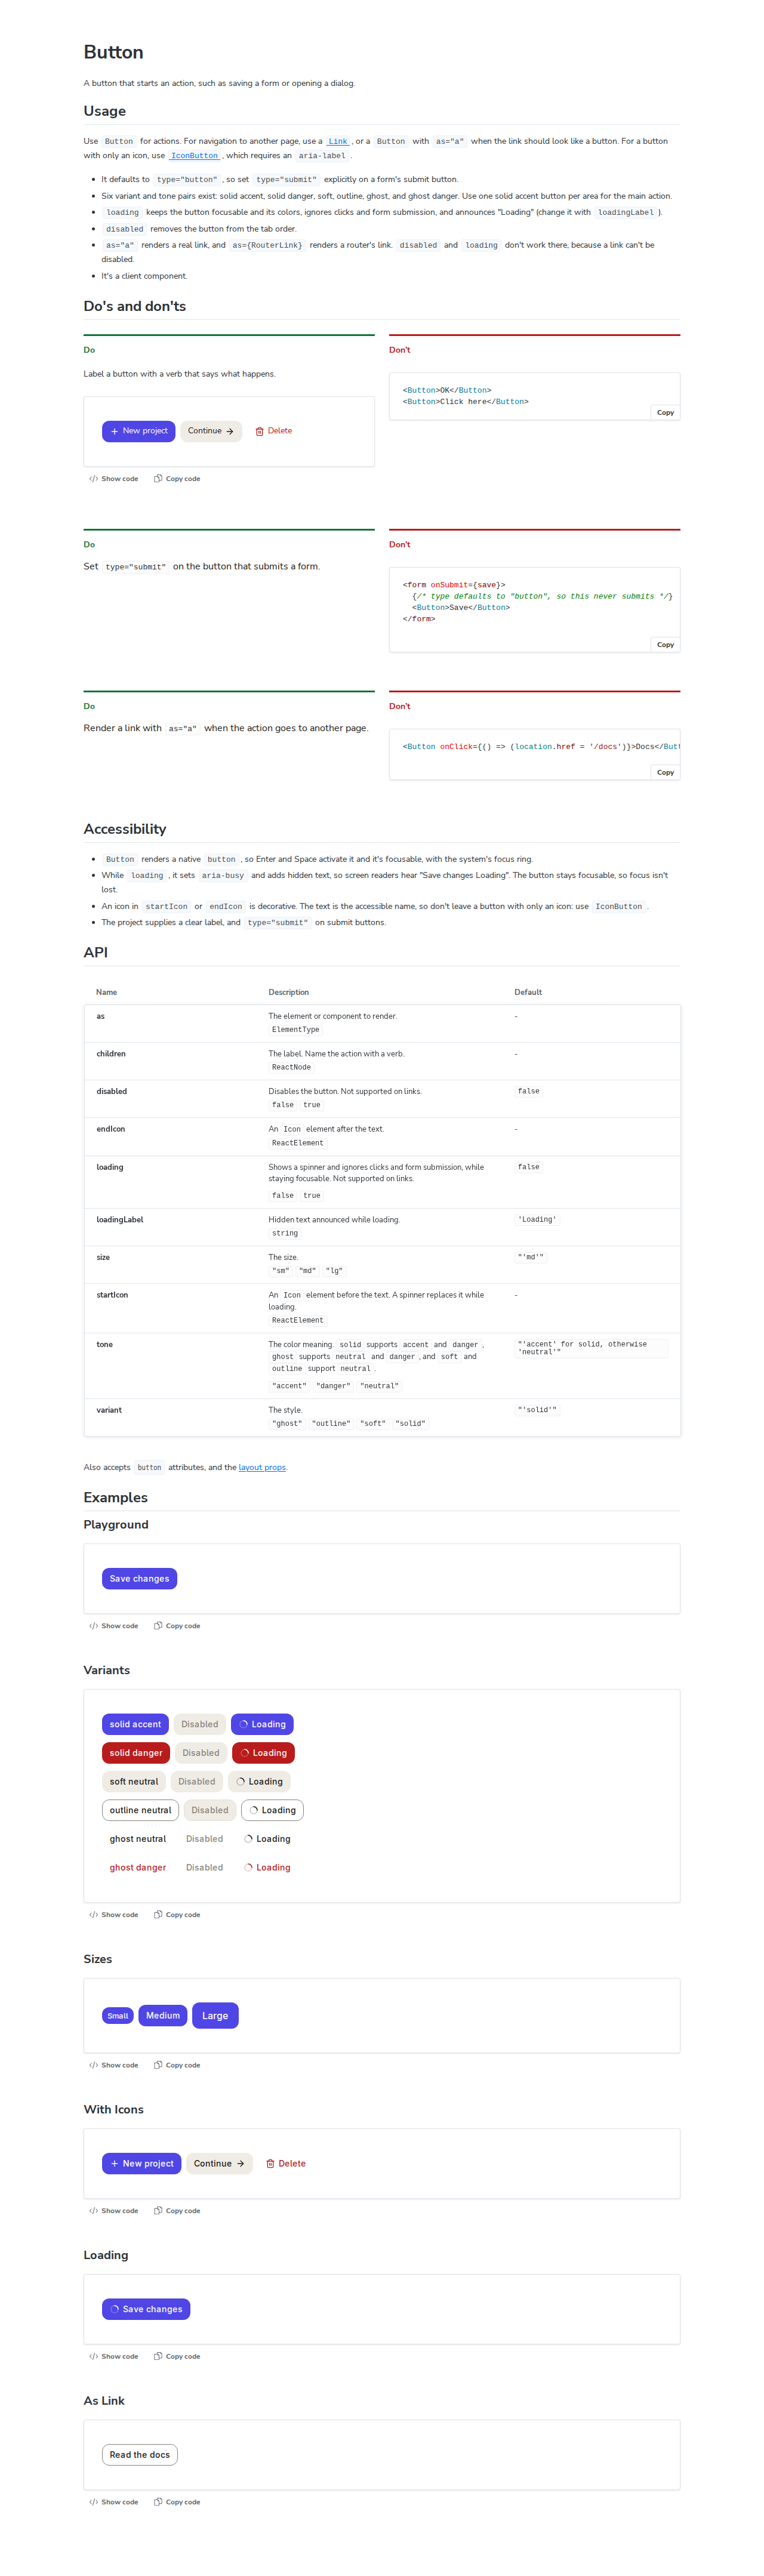 Button
A button that starts an action, such as saving a form or opening a dialog.
Usage
Use Button for actions. For navigation to another page, use a Link, or a Button with as="a" when the link should look like a button. For a button
with only an icon, use IconButton, which requires an aria-label.
It defaults to type="button", so set type="submit" explicitly on a form's submit button.
Six variant and tone pairs exist: solid accent, solid danger, soft, outline, ghost, and ghost danger. Use one solid accent button per area for the main action.
loading keeps the button focusable and its colors, ignores clicks and form submission, and announces "Loading" (change it with loadingLabel).
disabled removes the button from the tab order.
as="a" renders a real link, and as={RouterLink} renders a router's link. disabled and loading don't work there, because a link can't be
disabled.
It's a client component.
Do's and don'ts
Do
Label a button with a verb that says what happens.
New project Continue Delete
Show code Copy code
Don't
<Button>OK</Button>
<Button>Click here</Button>
Copy
Do
Set type="submit" on the button that submits a form.
Don't
<form onSubmit={save}>
{/* type defaults to "button", so this never submits */}
<Button>Save</Button>
</form>
Copy
Do
Render a link with as="a" when the action goes to another page.
Don't
<Button onClick={() => (location.href = '/docs')}>Docs</But
Copy
Accessibility
Button renders a native button, so Enter and Space activate it and it's focusable, with the system's focus ring.
While loading, it sets aria-busy and adds hidden text, so screen readers hear "Save changes Loading". The button stays focusable, so focus isn't
lost.
An icon in startIcon or endIcon is decorative. The text is the accessible name, so don't leave a button with only an icon: use IconButton.
The project supplies a clear label, and type="submit" on submit buttons.
API
Name Description Default
as The element or component to render. -
ElementType
children The label. Name the action with a verb. -
ReactNode
disabled Disables the button. Not supported on links. false
false true
endIcon An Icon element after the text. -
ReactElement
loading Shows a spinner and ignores clicks and form submission, while false
staying focusable. Not supported on links.
false true
loadingLabel Hidden text announced while loading. 'Loading'
string
size The size. "'md'"
"sm" "md" "lg"
startIcon An Icon element before the text. A spinner replaces it while -
loading.
ReactElement
tone The color meaning. solid supports accent and danger, "'accent' for solid, otherwise
ghost supports neutral and danger, and soft and 'neutral'"
outline support neutral.
"accent" "danger" "neutral"
variant The style. "'solid'"
"ghost" "outline" "soft" "solid"
Also accepts button attributes, and the layout props.
Examples
Playground
Save changes
Show code Copy code
Variants
solid accent Disabled Loading
solid danger Disabled Loading
soft neutral Disabled Loading
outline neutral Disabled Loading
ghost neutral Disabled Loading
ghost danger Disabled Loading
Show code Copy code
Sizes
Small Medium Large
Show code Copy code
With Icons
New project Continue Delete
Show code Copy code
Loading
Save changes
Show code Copy code
As Link
Read the docs
Show code Copy code